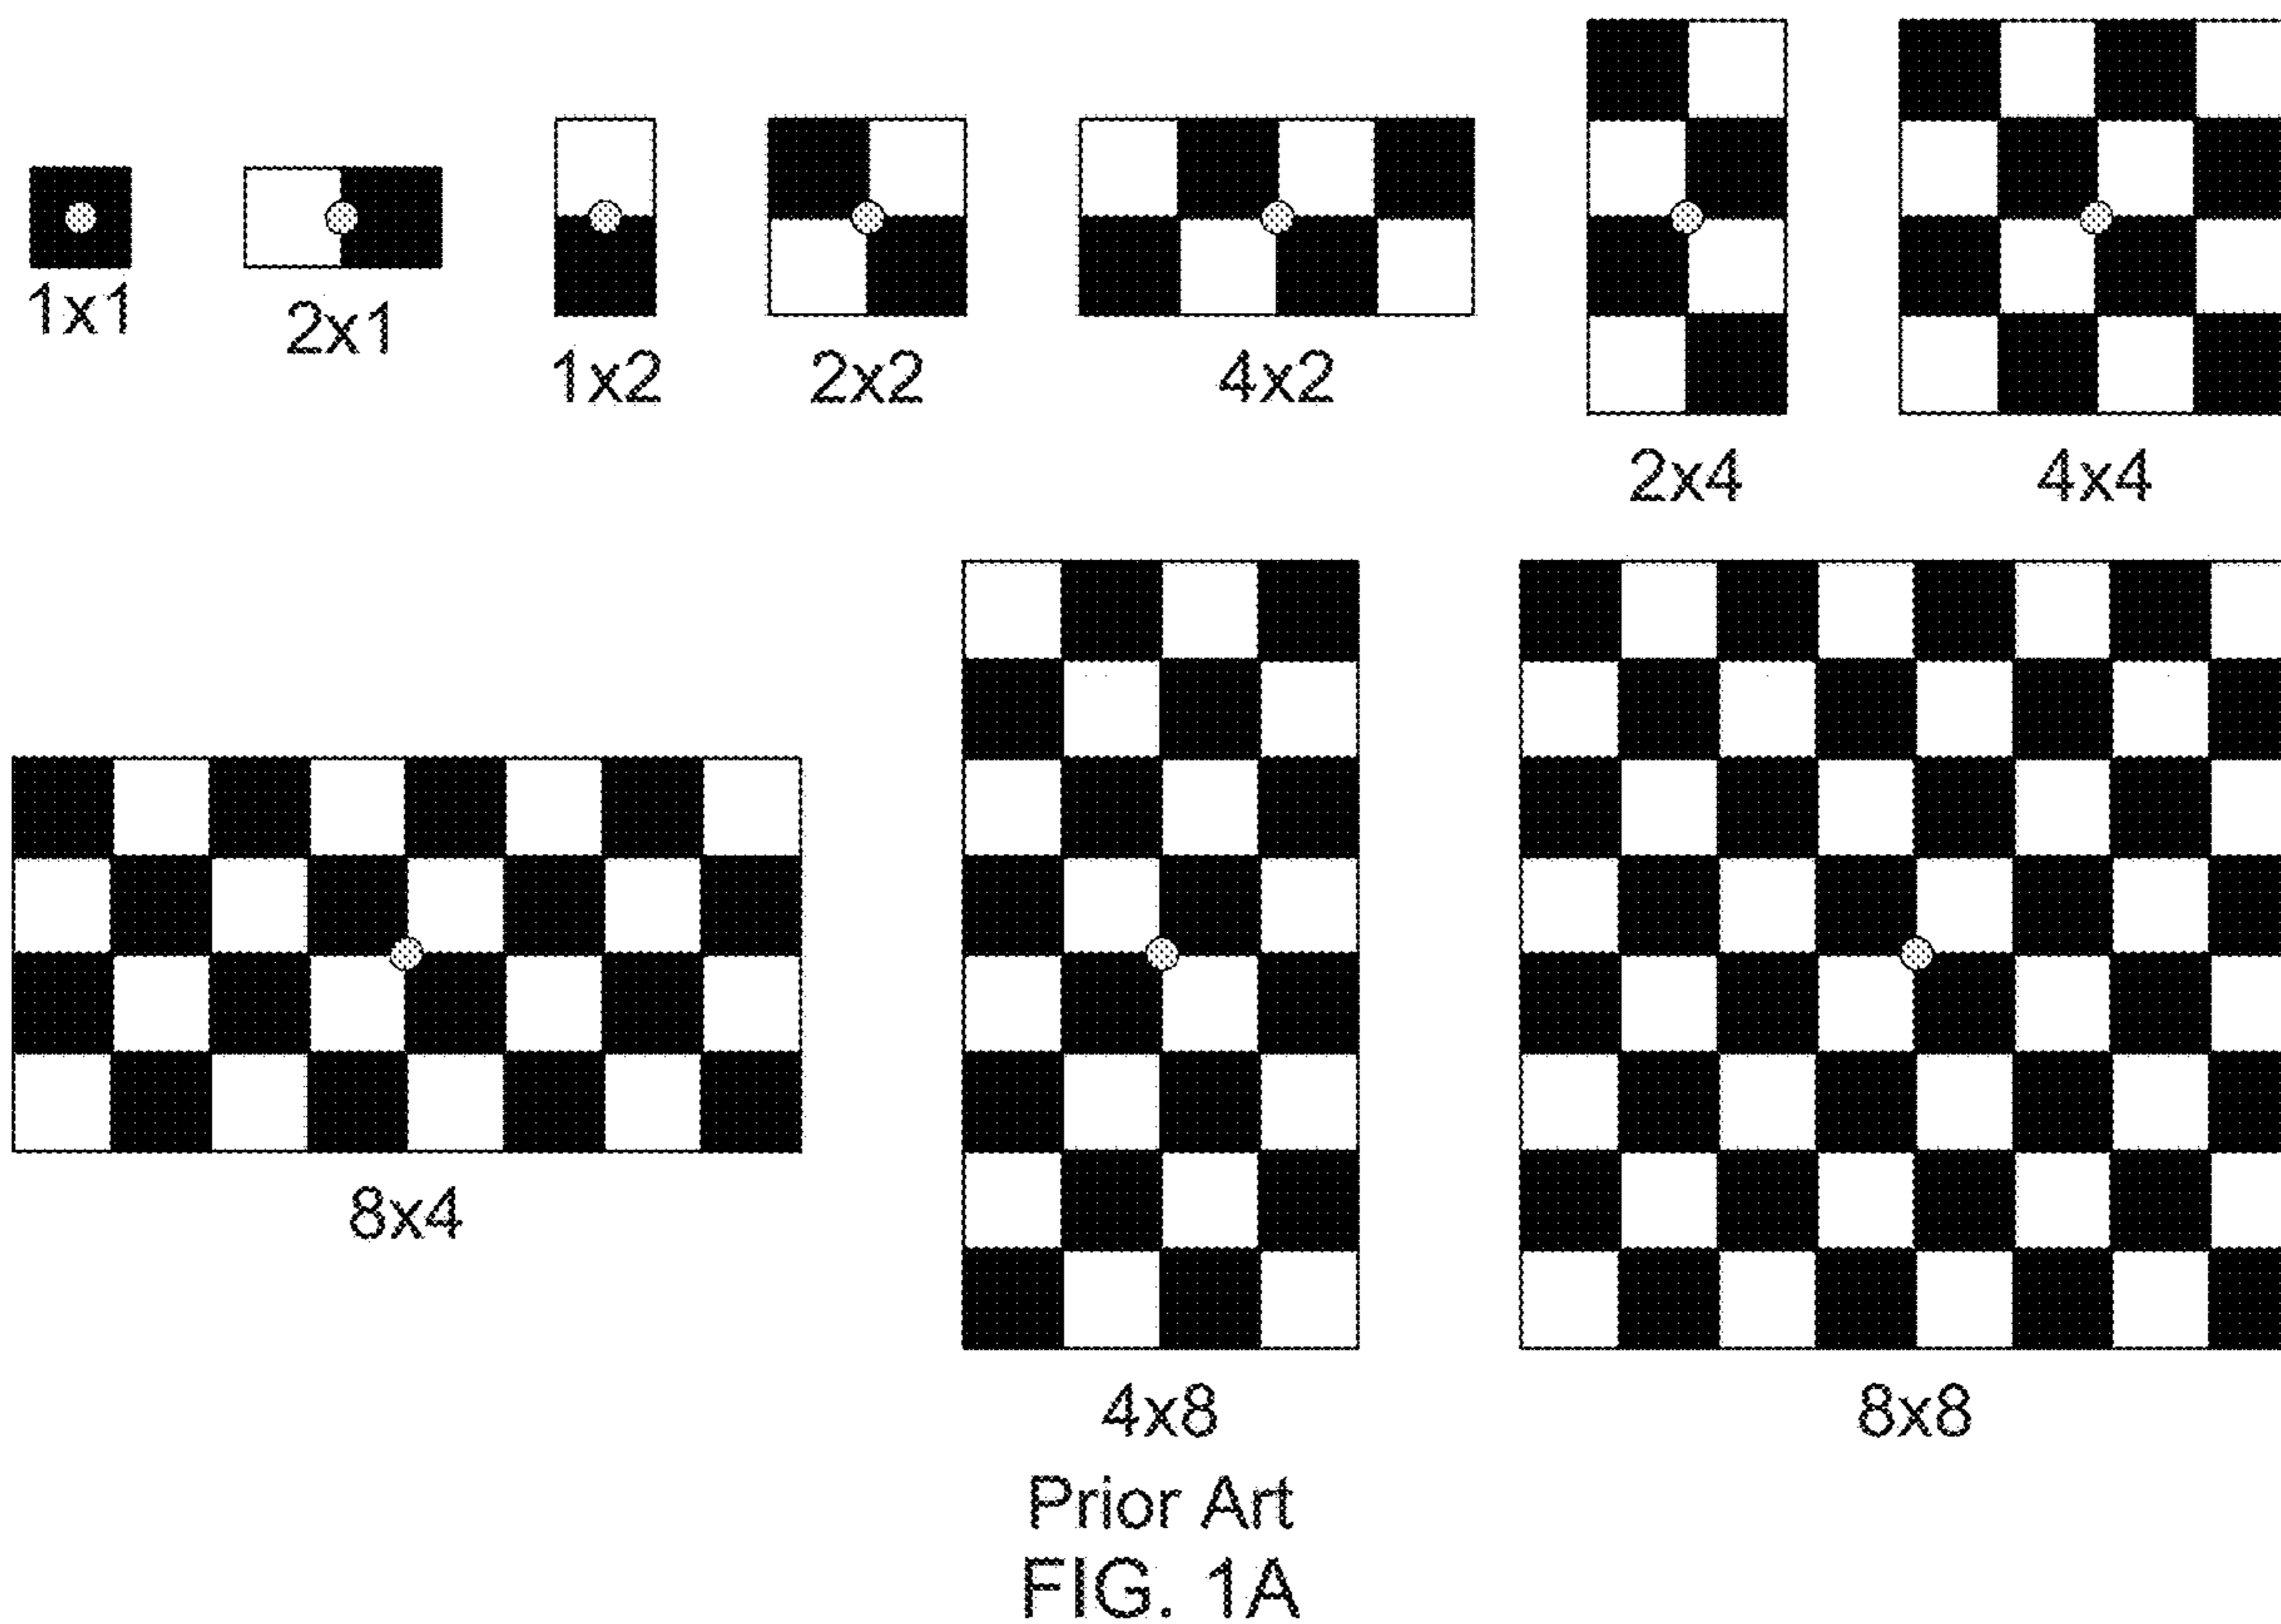 1x1
2x1
1x2
2x2
4x2
2x4
4x4
8x4
4x8
8x8
Prior Art
FIG. 1A